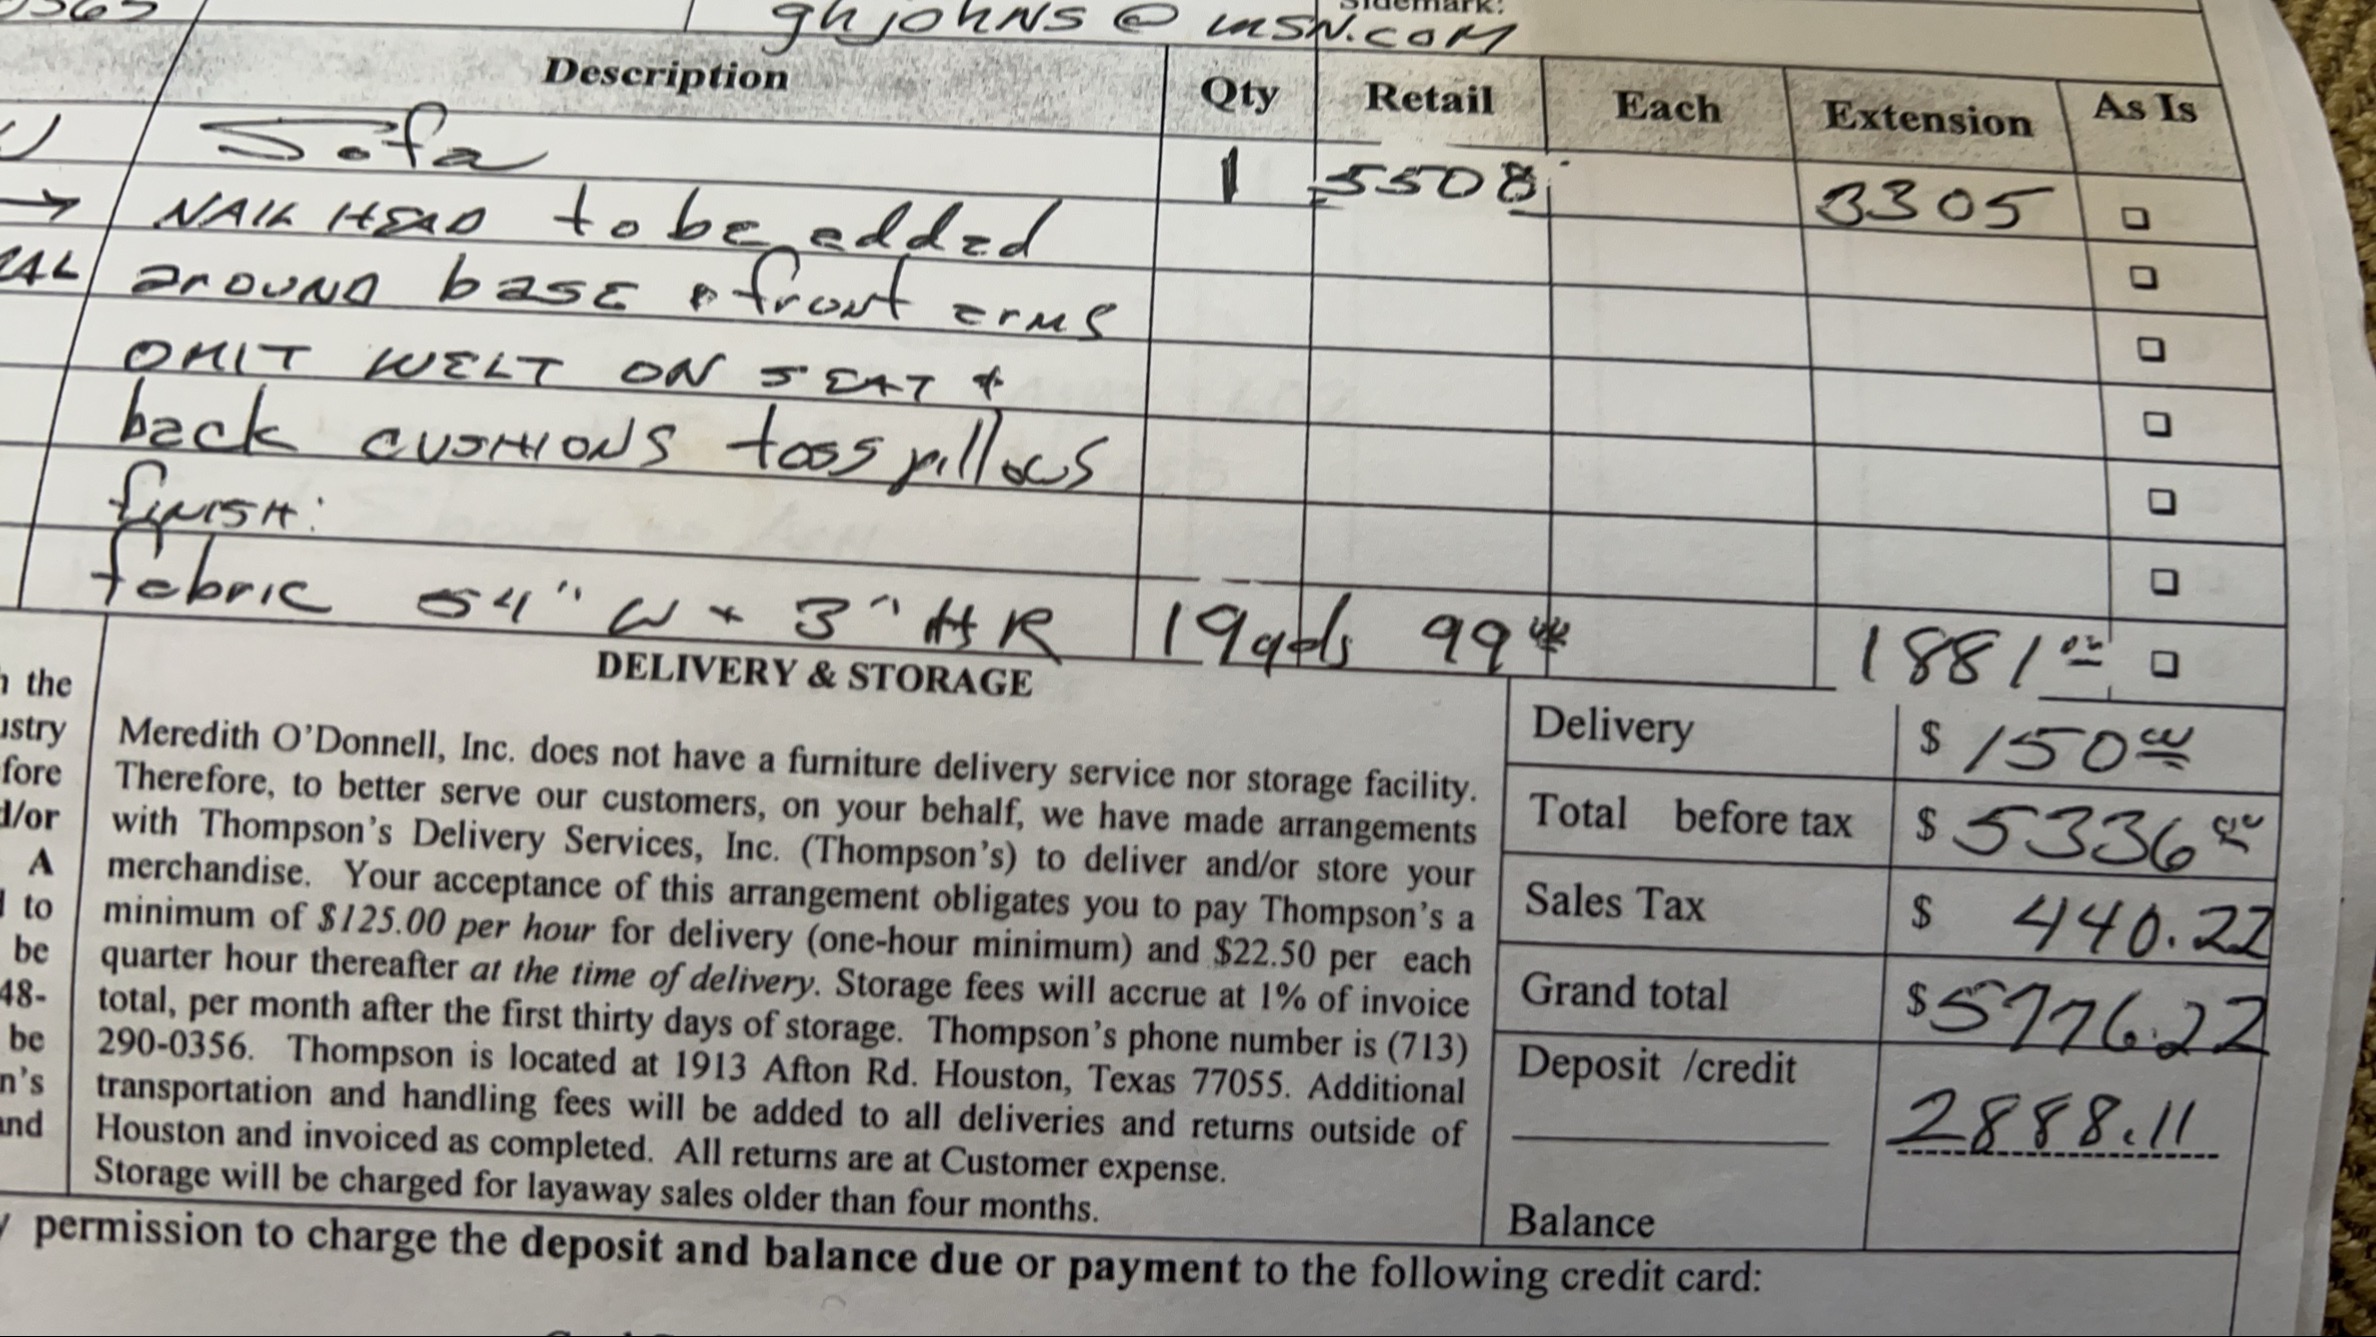 ghjohns@msn.com
Description Qty Retail Each Extension As Is
Sofa 1 5508 3305
→ NAIL HEAD to be added
around base & front arms
OMIT WELT ON SEAT +
back CUSHIONS toss pillows
finish:
fabric 54" W + 3" HR 19 yds 99 00 1881 00
DELIVERY & STORAGE
Meredith O'Donnell, Inc. does not have a furniture delivery service nor storage facility.
Therefore, to better serve our customers, on your behalf, we have made arrangements
with Thompson's Delivery Services, Inc. (Thompson's) to deliver and/or store your
merchandise. Your acceptance of this arrangement obligates you to pay Thompson's a
minimum of $125.00 per hour for delivery (one-hour minimum) and $22.50 per each
quarter hour thereafter at the time of delivery. Storage fees will accrue at 1% of invoice
total, per month after the first thirty days of storage. Thompson's phone number is (713)
290-0356. Thompson is located at 1913 Afton Rd. Houston, Texas 77055. Additional
transportation and handling fees will be added to all deliveries and returns outside of
Houston and invoiced as completed. All returns are at Customer expense.
Storage will be charged for layaway sales older than four months.
Delivery $ 150 00
Total before tax $ 5336 00
Sales Tax $ 440.22
Grand total $ 5776.22
Deposit /credit 2888.11
Balance
the
fore
d/or
A
to
be
48-
be
n's
permission to charge the deposit and balance due or payment to the following credit card: